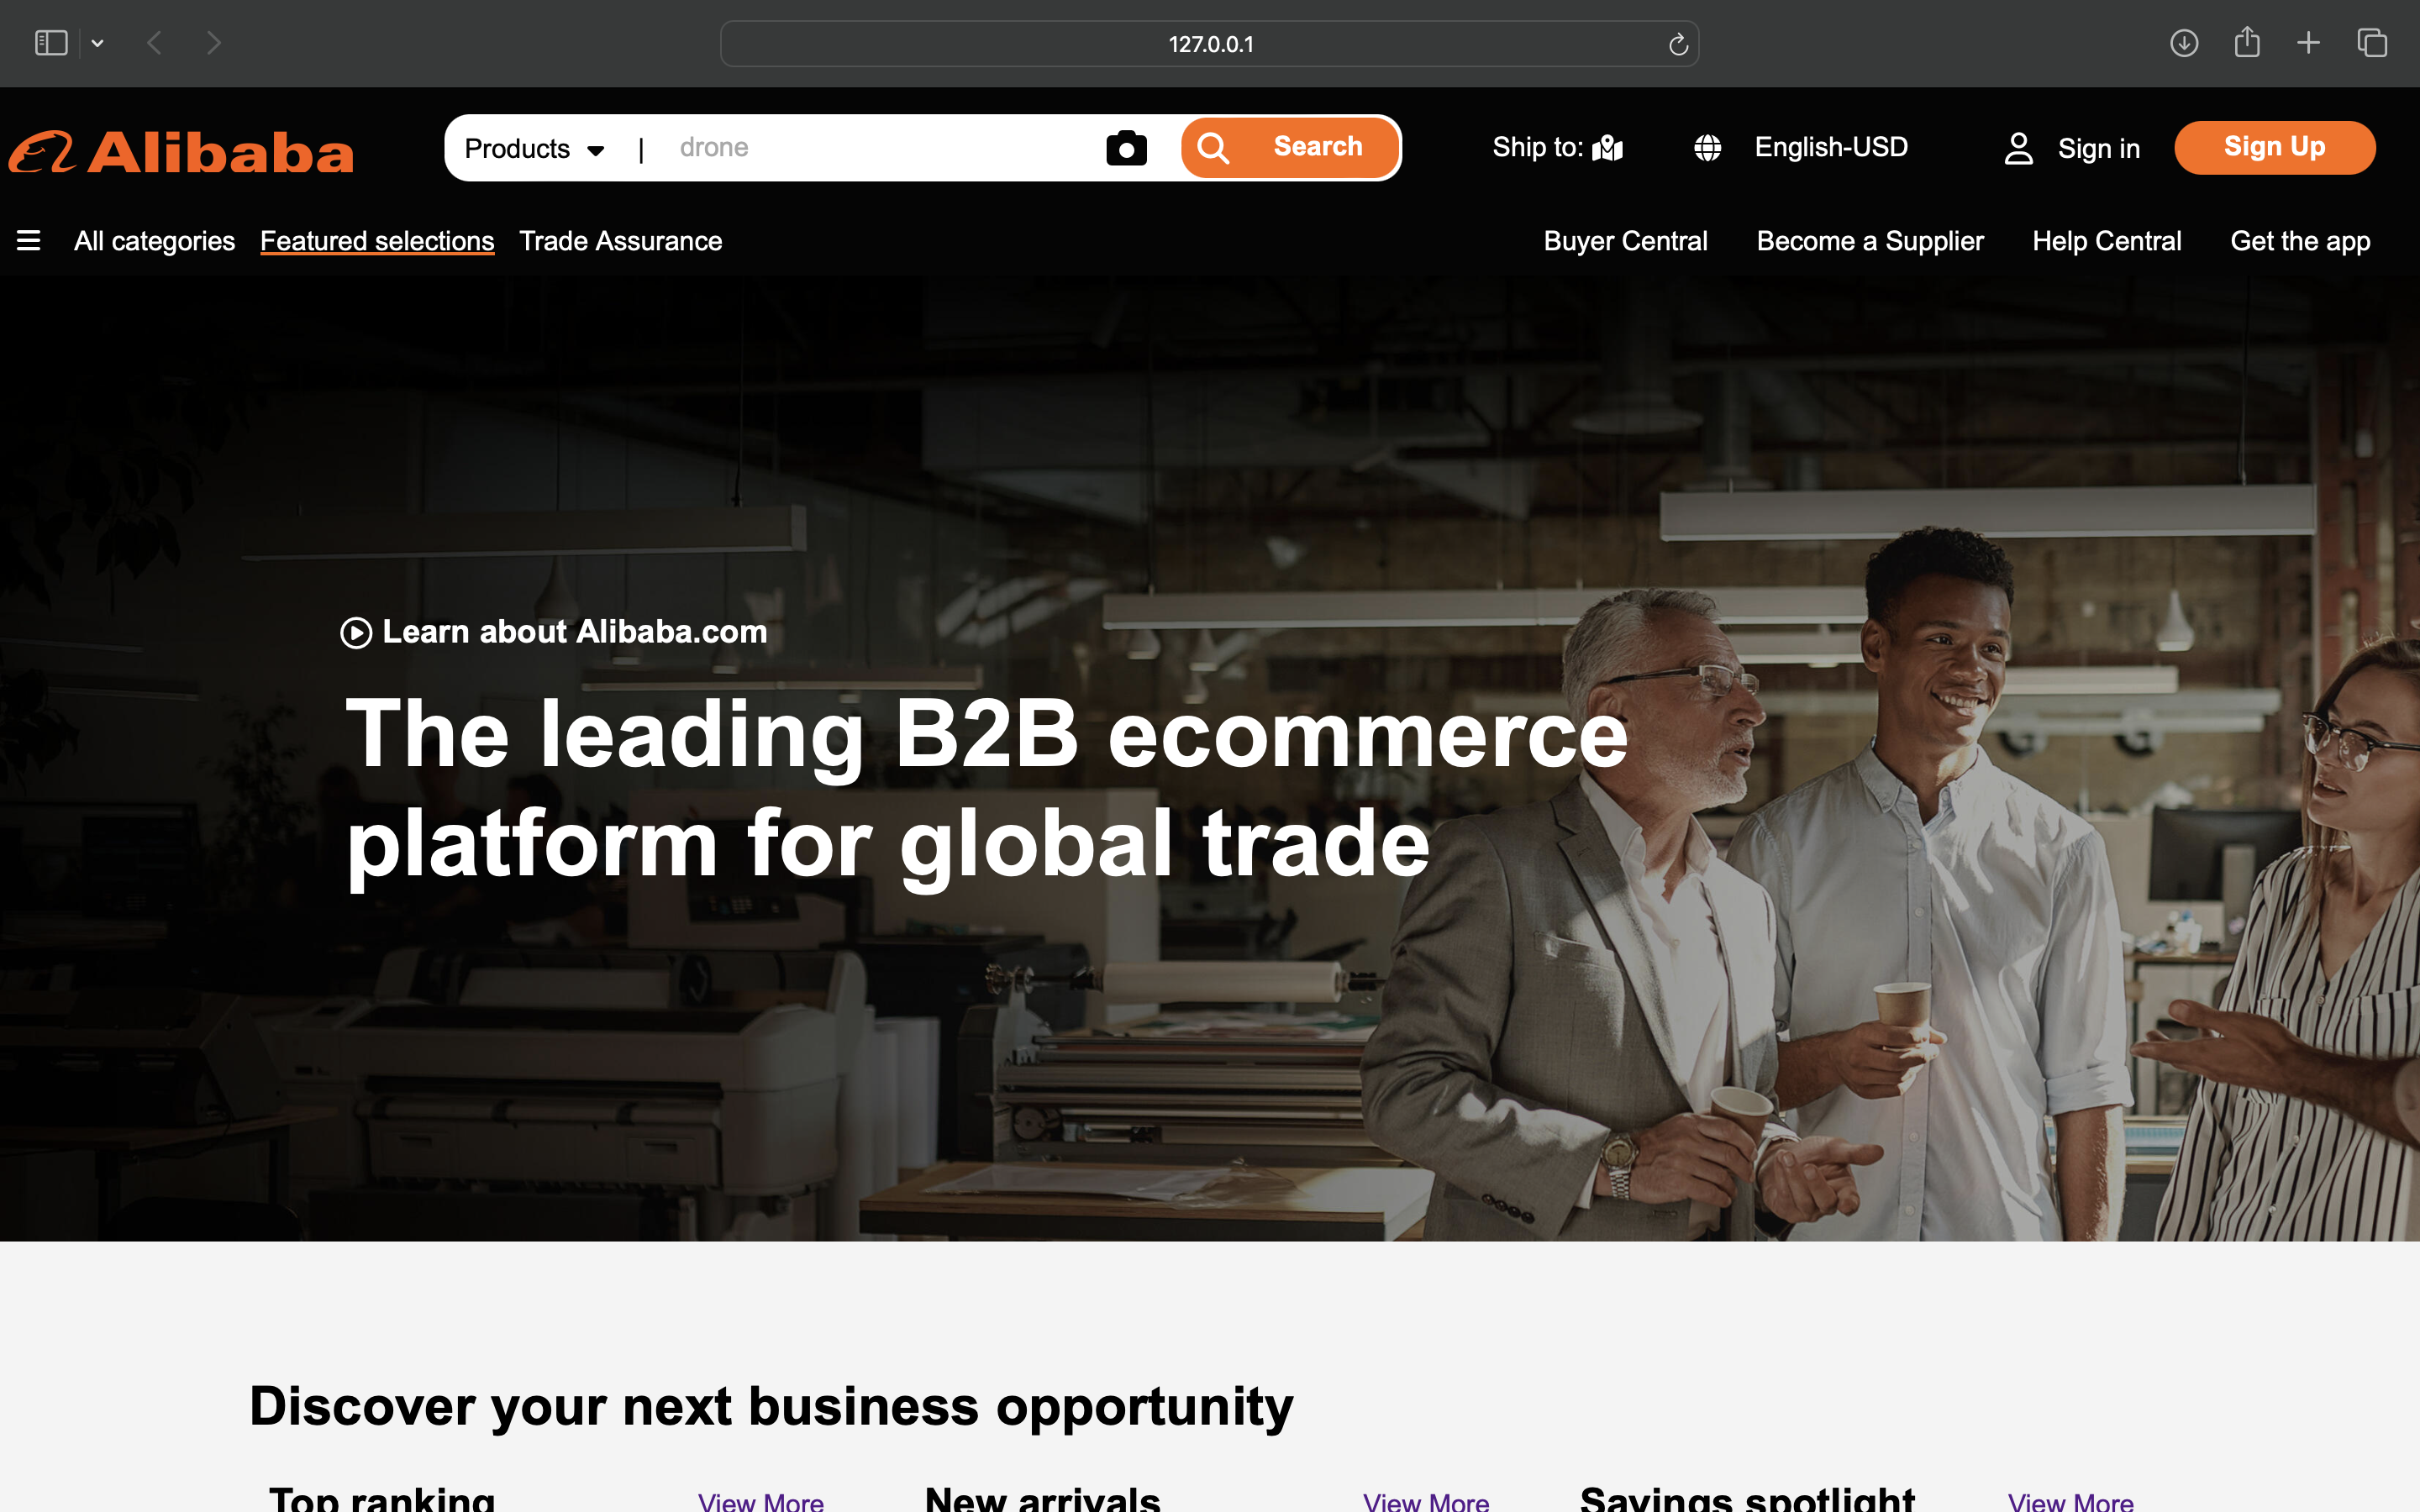 127.0.0.1
Alibaba
Products | drone
Search
Ship to:
English-USD
Sign in
Sign Up
All categories
Featured selections
Trade Assurance
Buyer Central
Become a Supplier
Help Central
Get the app
Learn about Alibaba.com
The leading B2B ecommerce
platform for global trade
Discover your next business opportunity
Top ranking
View More
New arrivals
View More
Savings spotlight
View More